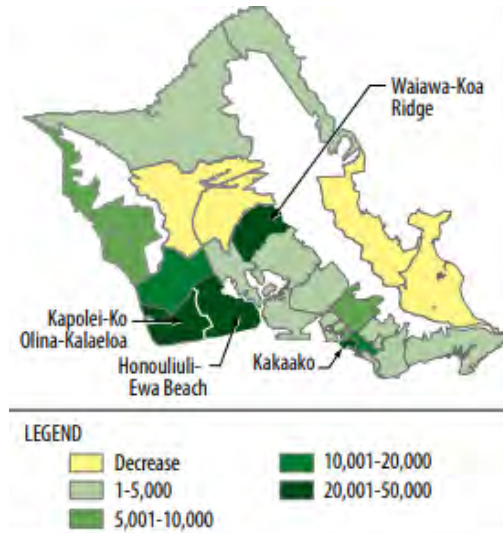 Waiawa-Koa
Ridge
Kapolei-Ko
Olina-Kalaeloa
Honouliuli-
Ewa Beach
Kakaako
LEGEND
Decrease
1-5,000
5,001-10,000
10,001-20,000
20,001-50,000